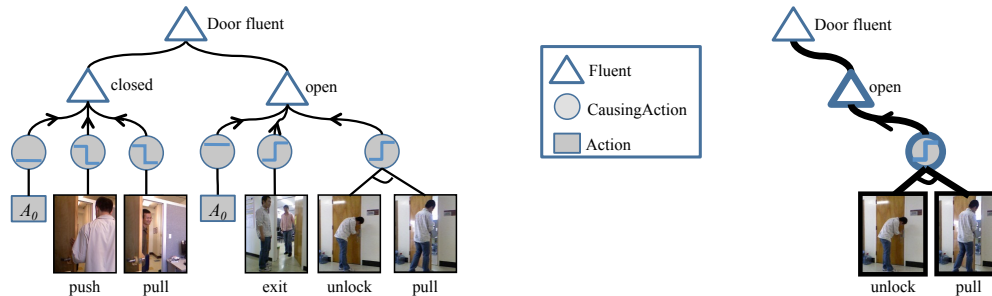 Door fluent
closed
open
A₀
A₀
push
pull
exit
unlock
pull
Fluent
CausingAction
Action
Door fluent
open
unlock
pull